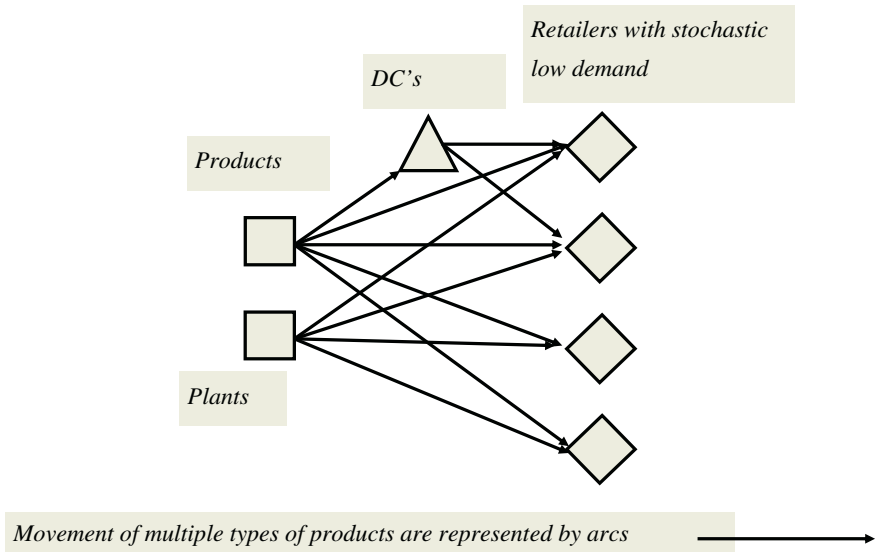 Retailers with stochastic
low demand
DC's
Products
Plants
Movement of multiple types of products are represented by arcs